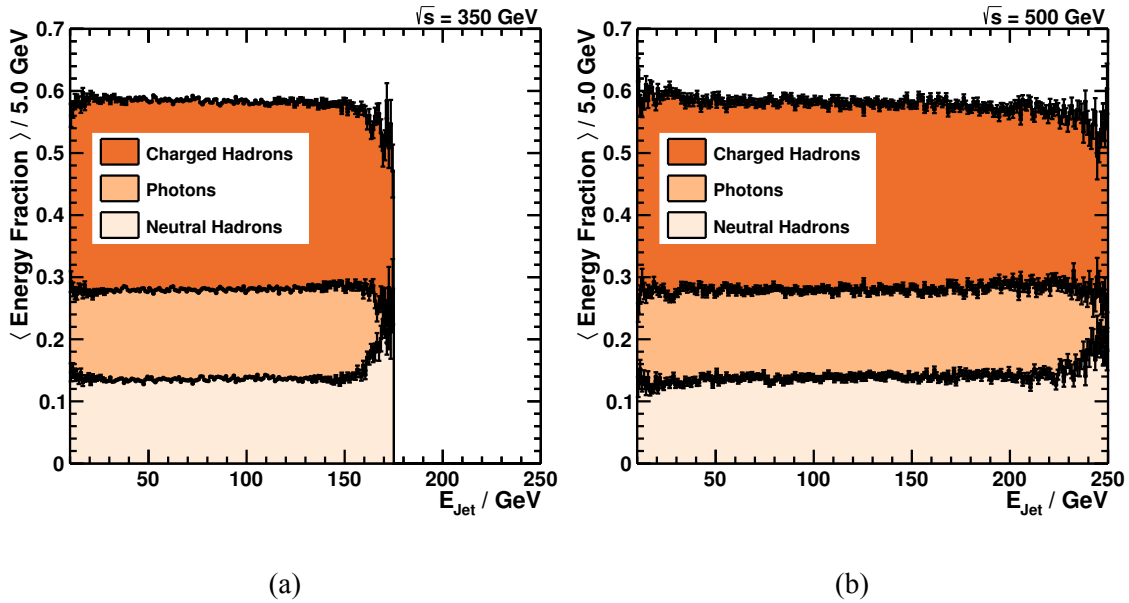 √s = 350 GeV
⟨ Energy Fraction ⟩ / 5.0 GeV
0.7
0.6
0.5
0.4
0.3
0.2
0.1
0
Charged Hadrons
Photons
Neutral Hadrons
50 100 150 200 250
E_Jet / GeV
(a)
√s = 500 GeV
⟨ Energy Fraction ⟩ / 5.0 GeV
0.7
0.6
0.5
0.4
0.3
0.2
0.1
0
Charged Hadrons
Photons
Neutral Hadrons
50 100 150 200 250
E_Jet / GeV
(b)